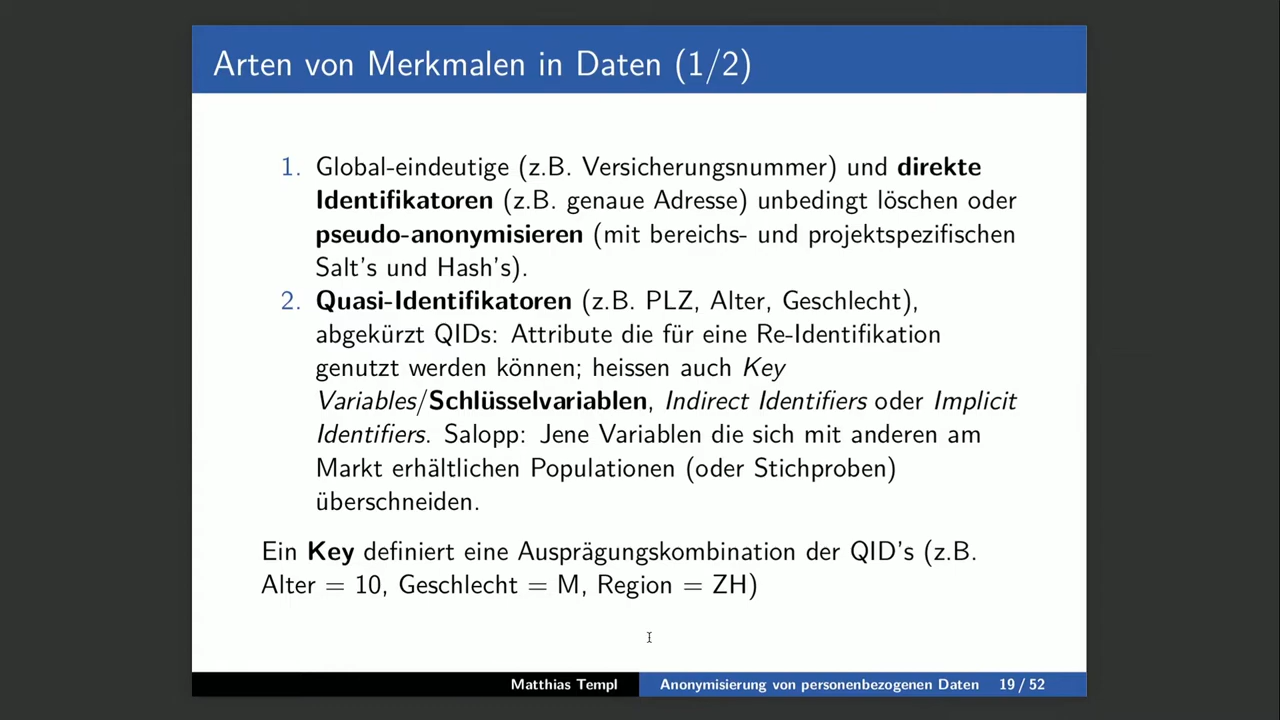 Arten von Merkmalen in Daten (1/2)
1. Global-eindeutige (z.B. Versicherungsnummer) und direkte
Identifikatoren (z.B. genaue Adresse) unbedingt löschen oder
pseudo-anonymisieren (mit bereichs- und projektspezifischen
Salt's und Hash's).
2. Quasi-Identifikatoren (z.B. PLZ, Alter, Geschlecht),
abgekürzt QIDs: Attribute die für eine Re-Identifikation
genutzt werden können; heissen auch Key
Variables/Schlüsselvariablen, Indirect Identifiers oder Implicit
Identifiers. Salopp: Jene Variablen die sich mit anderen am
Markt erhältlichen Populationen (oder Stichproben)
überschneiden.
Ein Key definiert eine Ausprägungskombination der QID's (z.B.
Alter = 10, Geschlecht = M, Region = ZH)
Matthias Templ Anonymisierung von personenbezogenen Daten 19 / 52